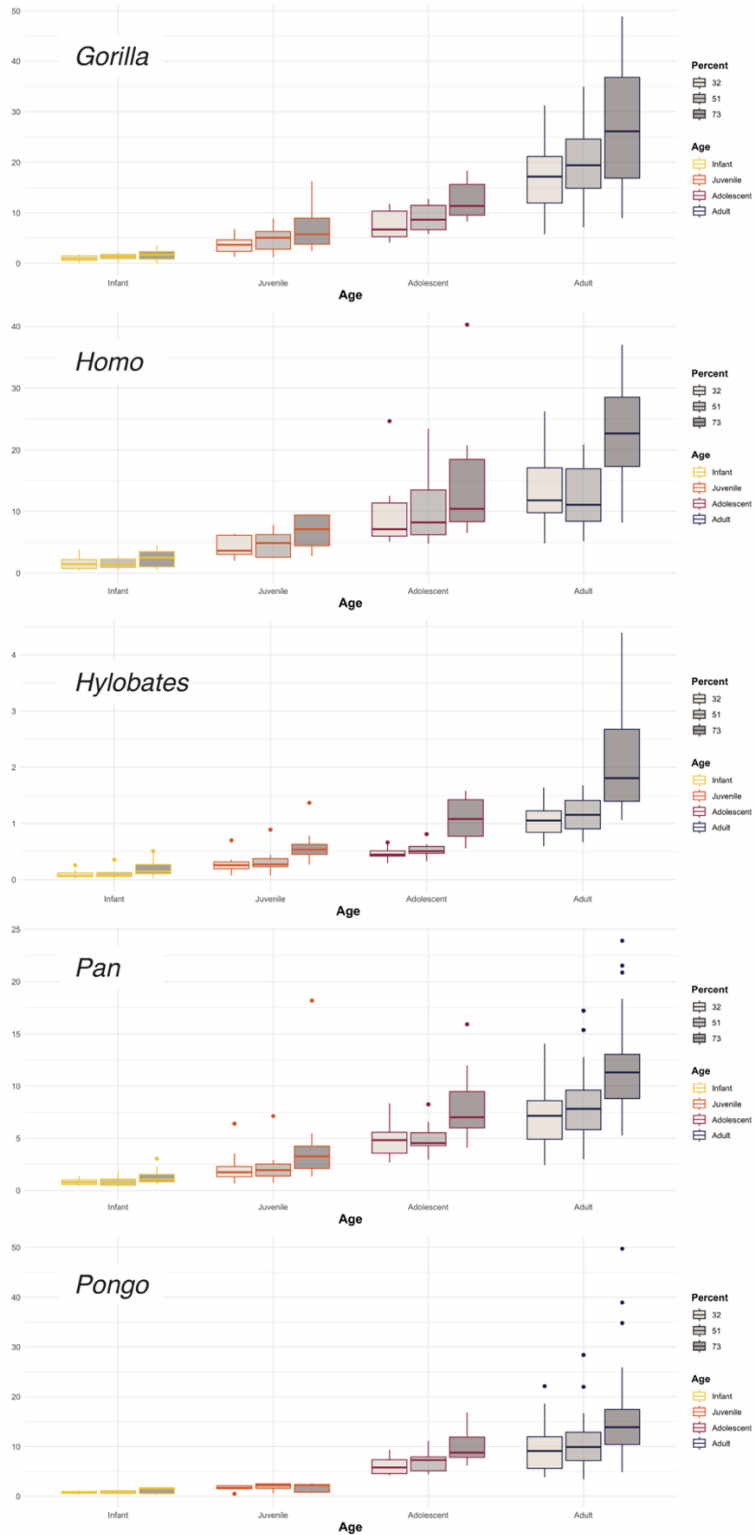 Gorilla
50
40
30
20
10
0
Infant
Juvenile
Adolescent
Adult
Age
Percent
32
51
73
Age
Infant
Juvenile
Adolescent
Adult
Homo
40
30
20
10
0
Infant
Juvenile
Adolescent
Adult
Age
Percent
32
51
73
Age
Infant
Juvenile
Adolescent
Adult
Hylobates
4
3
2
1
0
Infant
Juvenile
Adolescent
Adult
Age
Percent
32
51
73
Age
Infant
Juvenile
Adolescent
Adult
Pan
25
20
15
10
5
0
Infant
Juvenile
Adolescent
Adult
Age
Percent
32
51
73
Age
Infant
Juvenile
Adolescent
Adult
Pongo
50
40
30
20
10
0
Infant
Juvenile
Adolescent
Adult
Age
Percent
32
51
73
Age
Infant
Juvenile
Adolescent
Adult